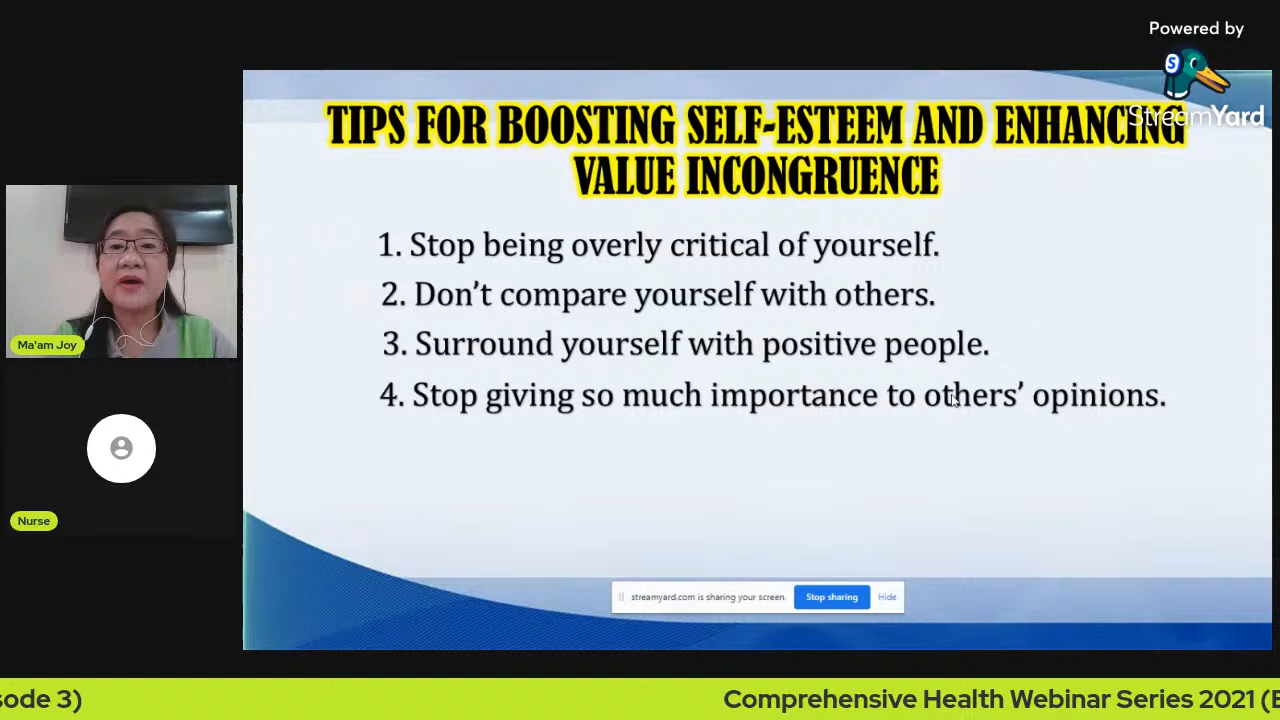 Powered by
StreamYard
TIPS FOR BOOSTING SELF-ESTEEM AND ENHANCING
VALUE INCONGRUENCE
1. Stop being overly critical of yourself.
2. Don’t compare yourself with others.
3. Surround yourself with positive people.
4. Stop giving so much importance to others’ opinions.
Ma'am Joy
Nurse
streamyard.com is sharing your screen. Stop sharing Hide
sode 3) Comprehensive Health Webinar Series 2021 (E